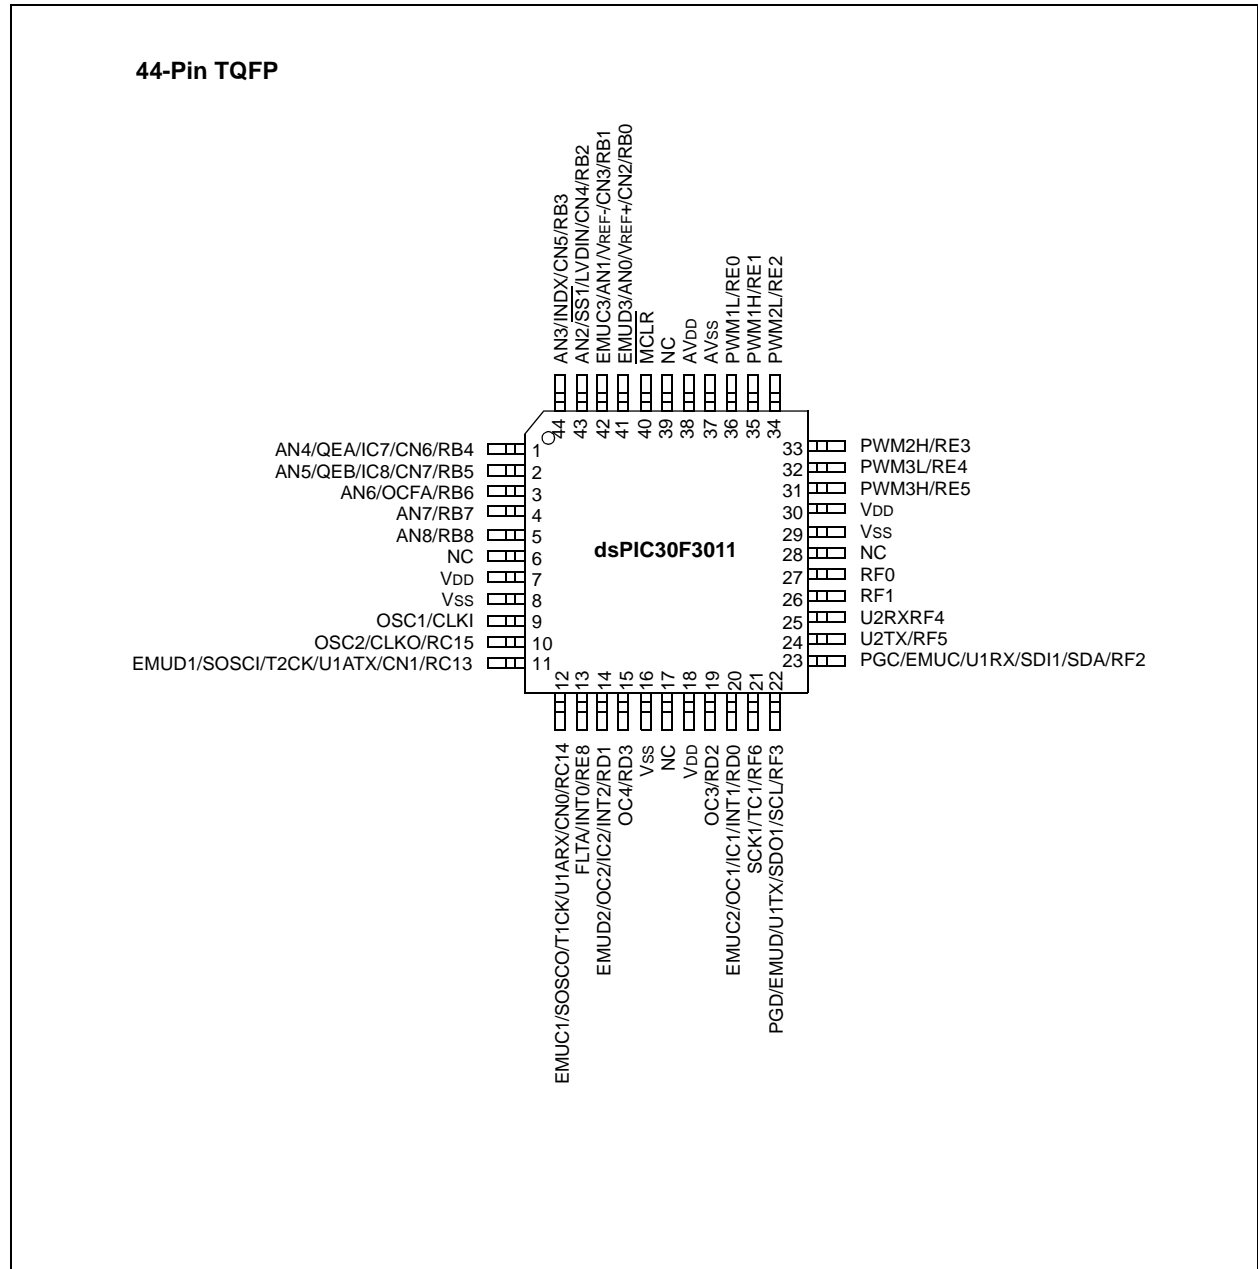 44-Pin TQFP
AN3/INDX/CN5/RB3
AN2/SS1/LVDIN/CN4/RB2
EMUC3/AN1/VREF-/CN3/RB1
EMUD3/AN0/VREF+/CN2/RB0
MCLR
NC
AVDD
AVSS
PWM1L/RE0
PWM1H/RE1
PWM2L/RE2
44 43 42 41 40 39 38 37 36 35 34
AN4/QEA/IC7/CN6/RB4 1 33 PWM2H/RE3
AN5/QEB/IC8/CN7/RB5 2 32 PWM3L/RE4
AN6/OCFA/RB6 3 31 PWM3H/RE5
AN7/RB7 4 30 VDD
AN8/RB8 5 dsPIC30F3011 29 VSS
NC 6 28 NC
VDD 7 27 RF0
VSS 8 26 RF1
OSC1/CLKI 9 25 U2RXRF4
OSC2/CLKO/RC15 10 24 U2TX/RF5
EMUD1/SOSCI/T2CK/U1ATX/CN1/RC13 11 23 PGC/EMUC/U1RX/SDI1/SDA/RF2
12 13 14 15 16 17 18 19 20 21 22
EMUC1/SOSCO/T1CK/U1ARX/CN0/RC14
FLTA/INT0/RE8
EMUD2/OC2/IC2/INT2/RD1
OC4/RD3
VSS
NC
VDD
OC3/RD2
EMUC2/OC1/IC1/INT1/RD0
SCK1/TC1/RF6
PGD/EMUD/U1TX/SDO1/SCL/RF3